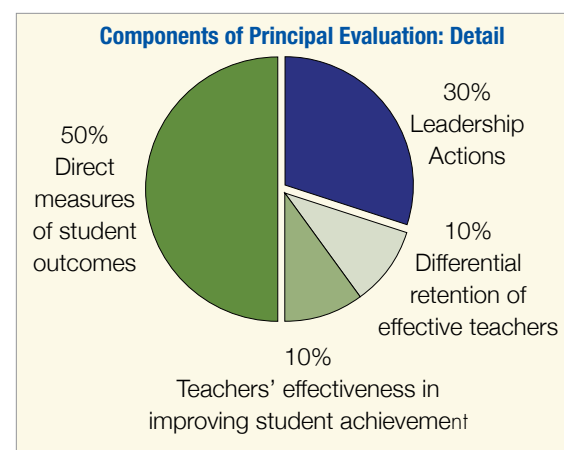 Components of Principal Evaluation: Detail
50%
Direct
measures
of student
outcomes
30%
Leadership
Actions
10%
Differential
retention of
effective teachers
10%
Teachers’ effectiveness in
improving student achievement